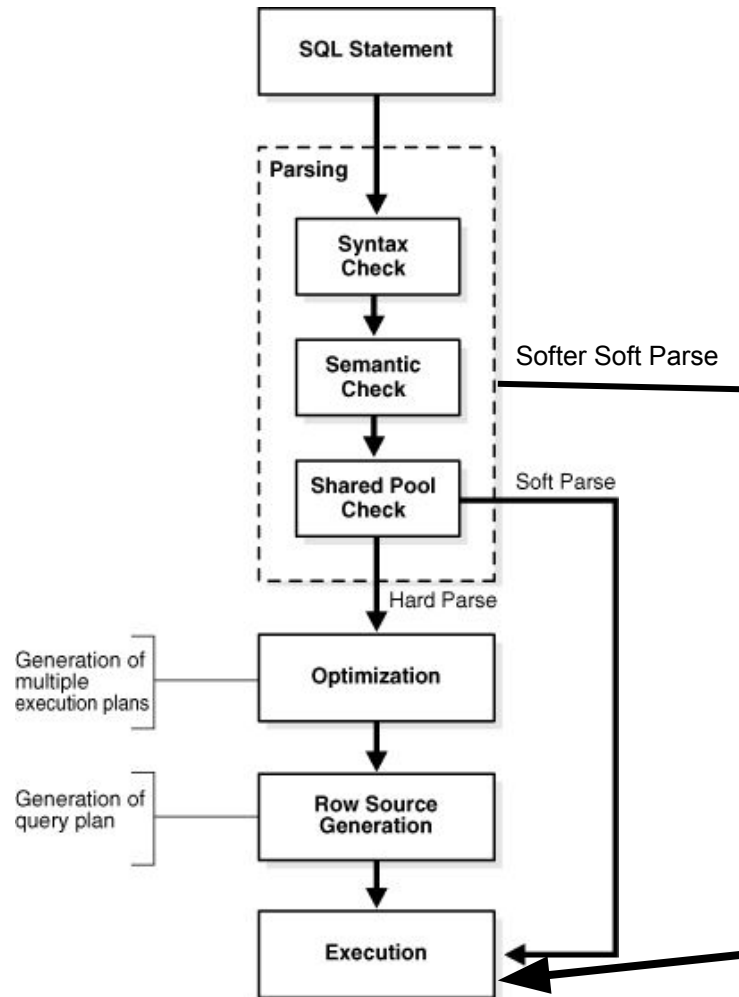 SQL Statement
Parsing
Syntax
Check
Semantic
Check
Softer Soft Parse
Shared Pool
Check
Soft Parse
Hard Parse
Generation of
multiple
execution plans
Optimization
Generation of
query plan
Row Source
Generation
Execution